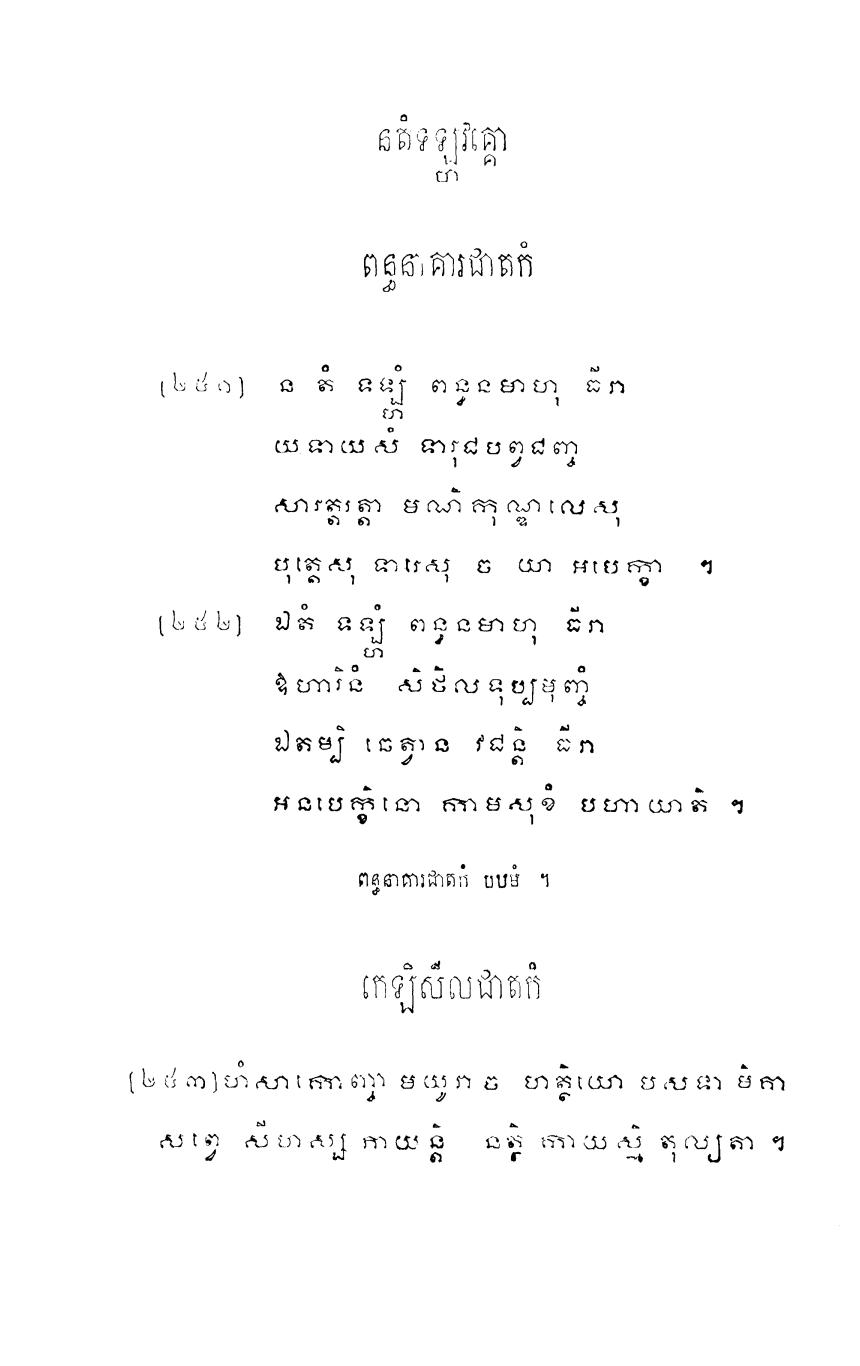 នតំទឡ្ហវគ្គោ
ពន្ធនាគារជាតកំ
(២៥១) ន តំ ទឡ្ហំ ពន្ធនមាហុ ធីរា
យទាយសំ ទារុជបព្វជញ្ច
សារត្តរត្តា មណិកុណ្ឌលេសុ
បុត្តេសុ ទារេសុ ច យា អបេក្ខា ។
(២៥២) ឯតំ ទឡ្ហំ ពន្ធនមាហុ ធីរា
ឱហារិនំ សិថិលទុប្បមុញ្ចំ
ឯតម្បិ ឆេត្វាន វជន្តិ ធីរា
អនបេក្ខិនោ កាមសុខំ បហាយាតិ ។
ពន្ធនាគារជាតកំ បឋមំ ។
កេឡិសីលជាតកំ
(២៥៣) ហំសា កោញ្ចា មយូរា ច ហត្ថិយោ បសទា មិគា
សព្វេ សីហស្ស ភាយន្តិ នត្ថិ កាយស្មិ តុល្យតា ។